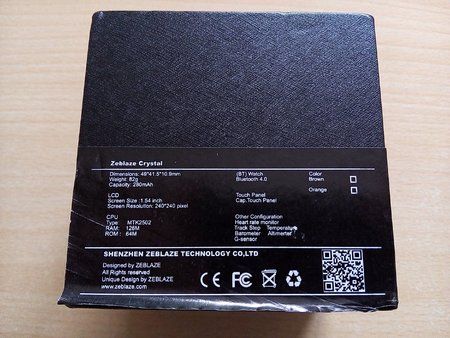 Zeblaze Crystal
Dimensions: 49*41.5*10.9mm
Weight: 82g
Capacity: 280mAh
(BT) Watch
Bluetooth 4.0
Color
Brown
Orange
LCD
Screen Size: 1.54 inch
Screen Resolution: 240*240 pixel
Touch Panel
Cap.Touch Panel
CPU
Type MTK2502
RAM: 128M
ROM : 64M
Other Configuration
Heart rate monitor
Track Step Temperature
Batometer Altimerter
G-sensor
SHENZHEN ZEBLAZE TECHNOLOGY CO,LTD
Designed by ZEBLAZE
All Rights reserved
Unique Design by ZEBLAZE
www.zeblaze.com
CE FC